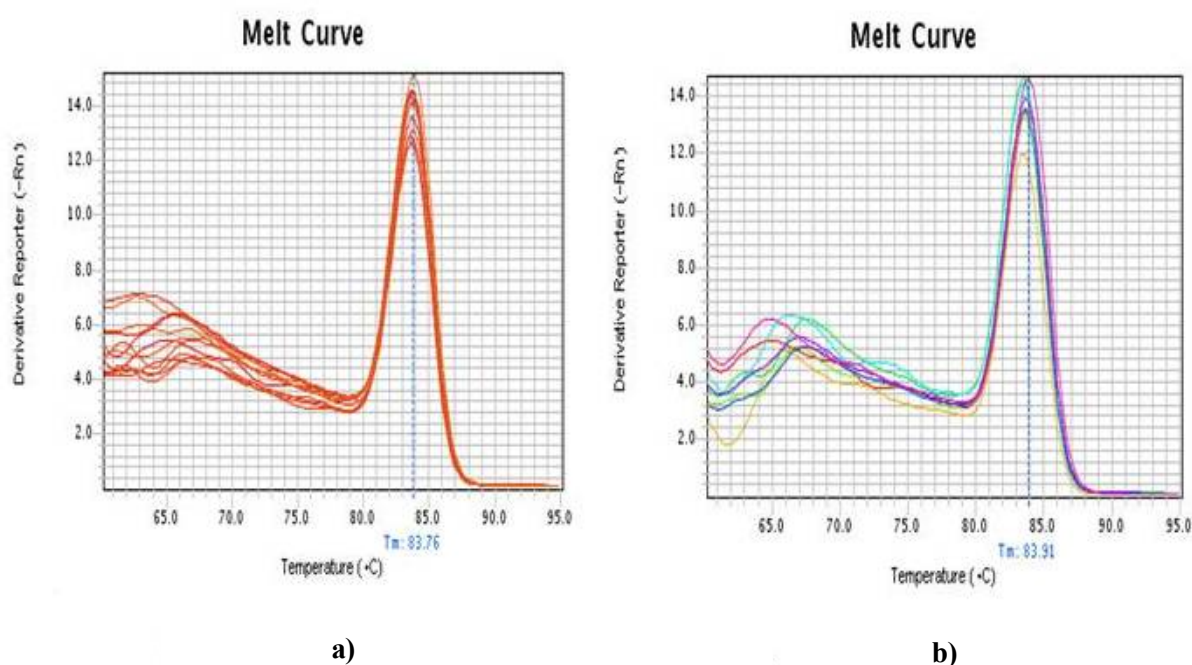 Melt Curve
Derivative Reporter (-Rn)
14.0
12.0
10.0
8.0
6.0
4.0
2.0
65.0 70.0 75.0 80.0 85.0 90.0 95.0
Tm: 83.76
Temperature (•C)
a)
Melt Curve
Derivative Reporter (-Rn)
14.0
12.0
10.0
8.0
6.0
4.0
2.0
65.0 70.0 75.0 80.0 85.0 90.0 95.0
Tm: 83.91
Temperature (•C)
b)